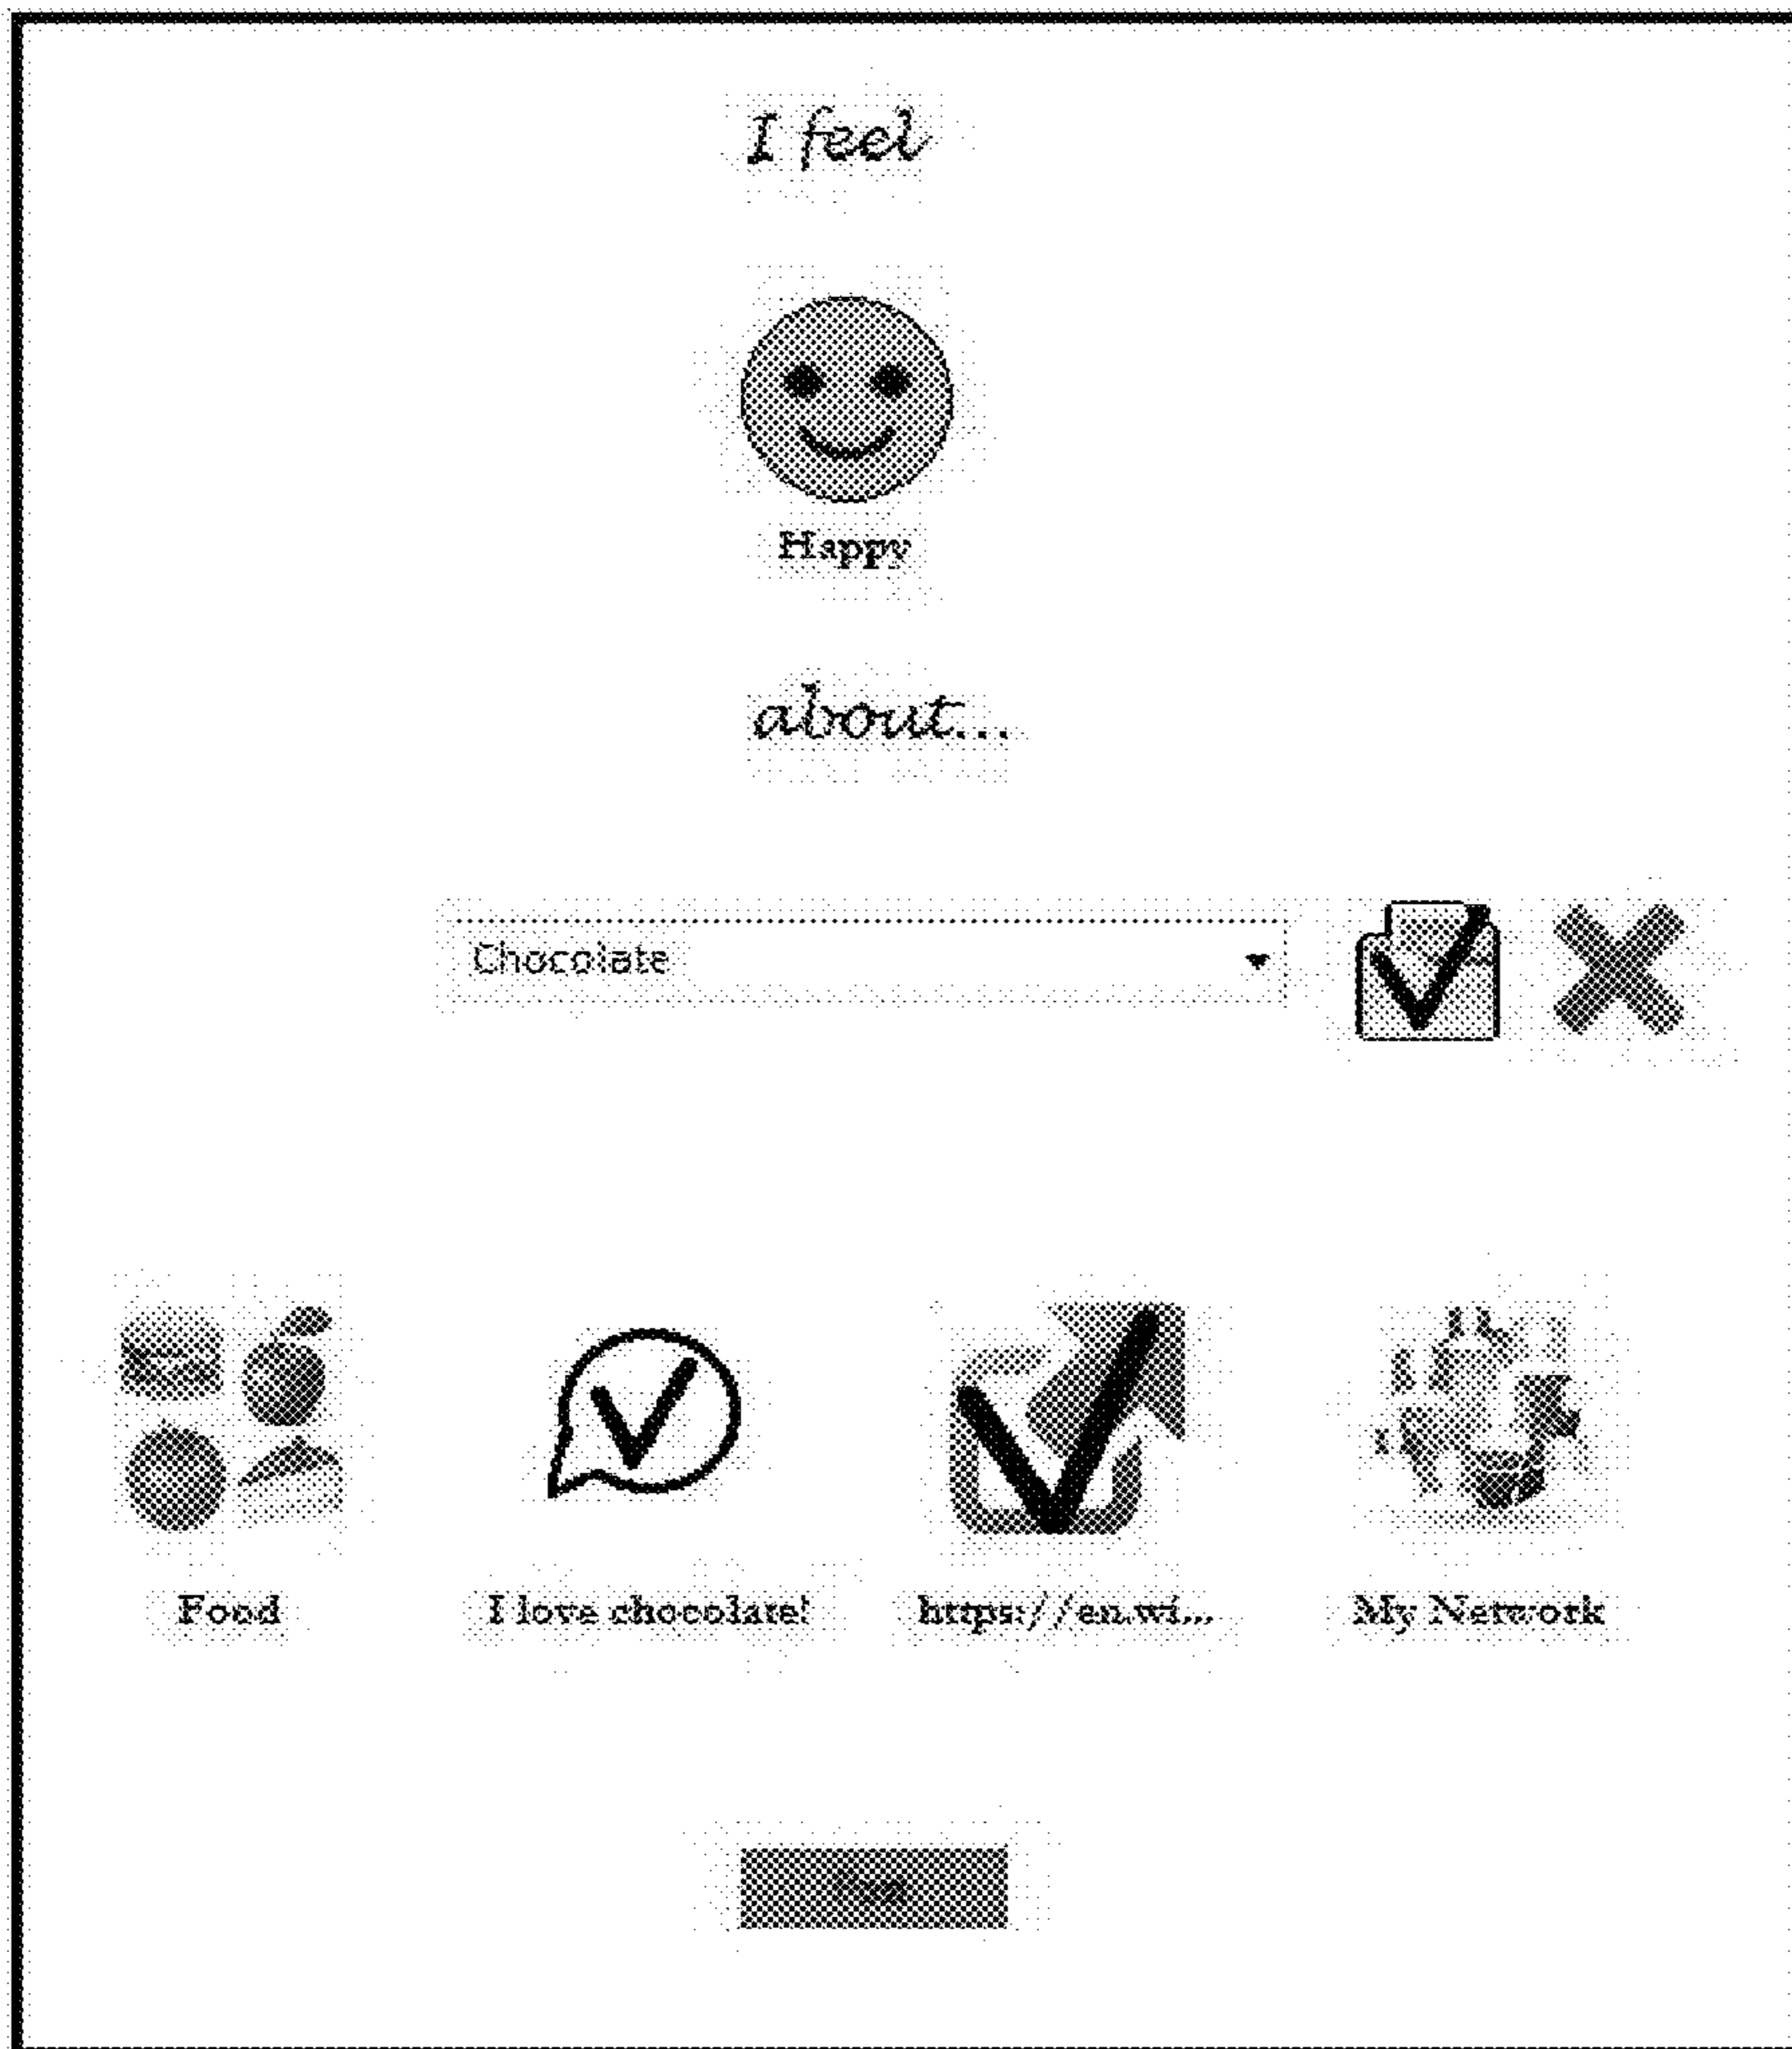 I feel
Happy
about...
Chocolate
Food
I love chocolate!
https://en.wi...
My Network